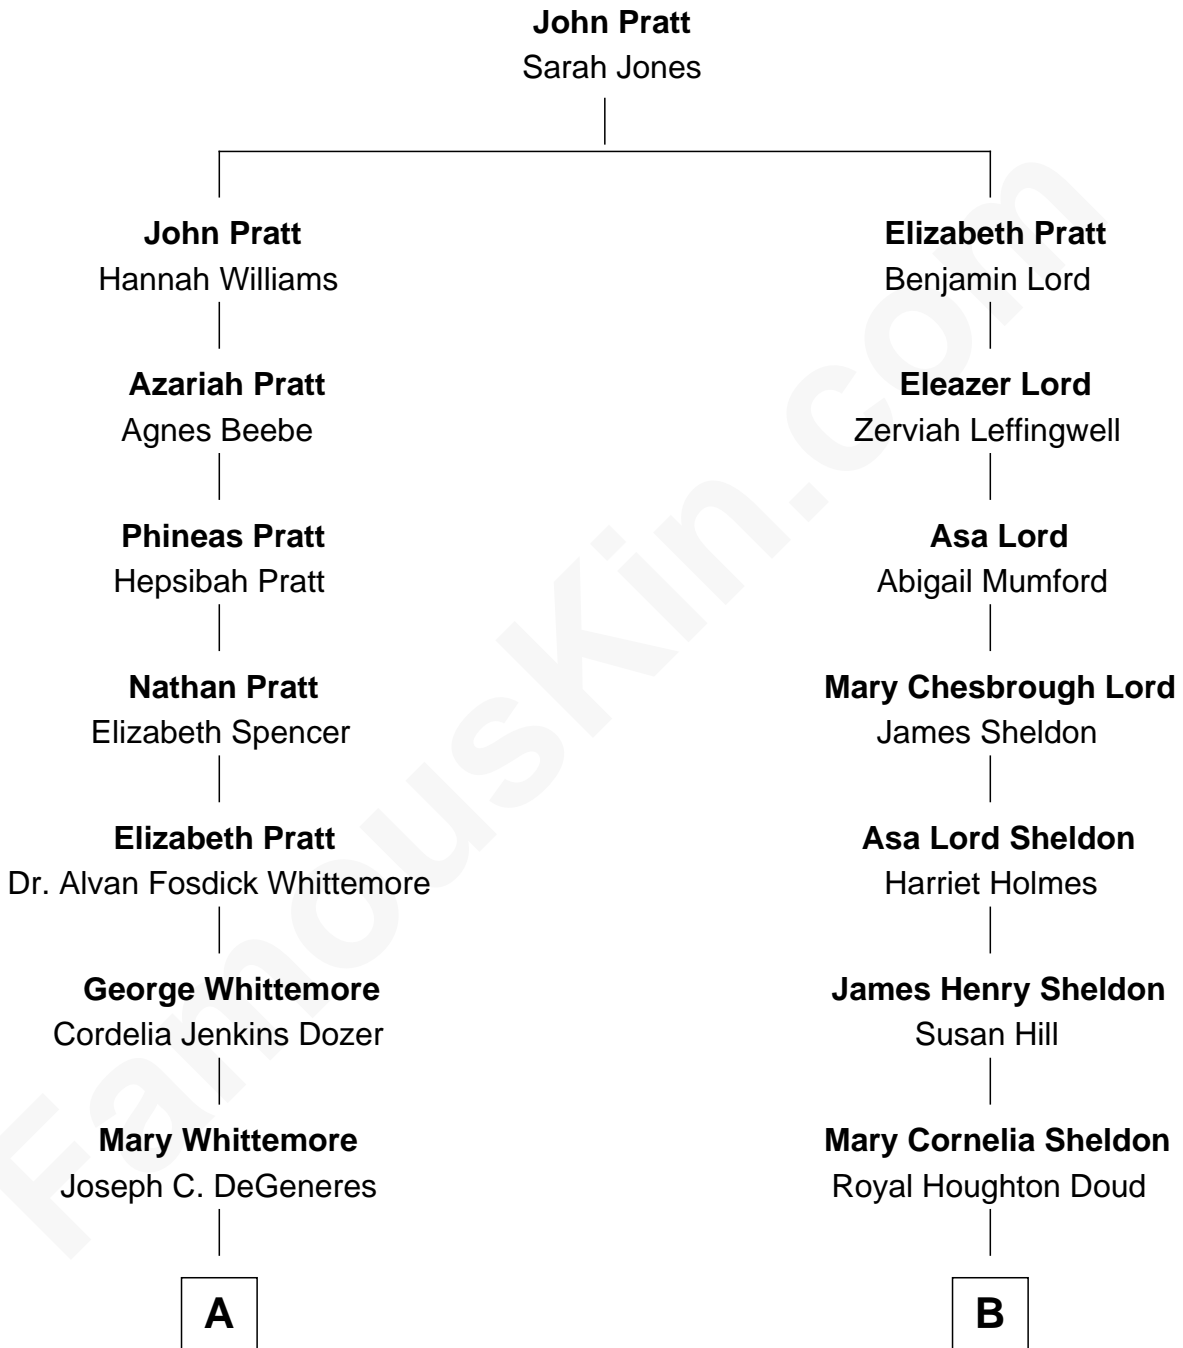 John Pratt
Sarah Jones
John Pratt
Hannah Williams
Elizabeth Pratt
Benjamin Lord
Azariah Pratt
Agnes Beebe
Eleazer Lord
Zerviah Leffingwell
Phineas Pratt
Hepsibah Pratt
Asa Lord
Abigail Mumford
Nathan Pratt
Elizabeth Spencer
Mary Chesbrough Lord
James Sheldon
Elizabeth Pratt
Dr. Alvan Fosdick Whittemore
Asa Lord Sheldon
Harriet Holmes
George Whittemore
Cordelia Jenkins Dozer
James Henry Sheldon
Susan Hill
Mary Whittemore
Joseph C. DeGeneres
Mary Cornelia Sheldon
Royal Houghton Doud
A
B
FamousKin.com